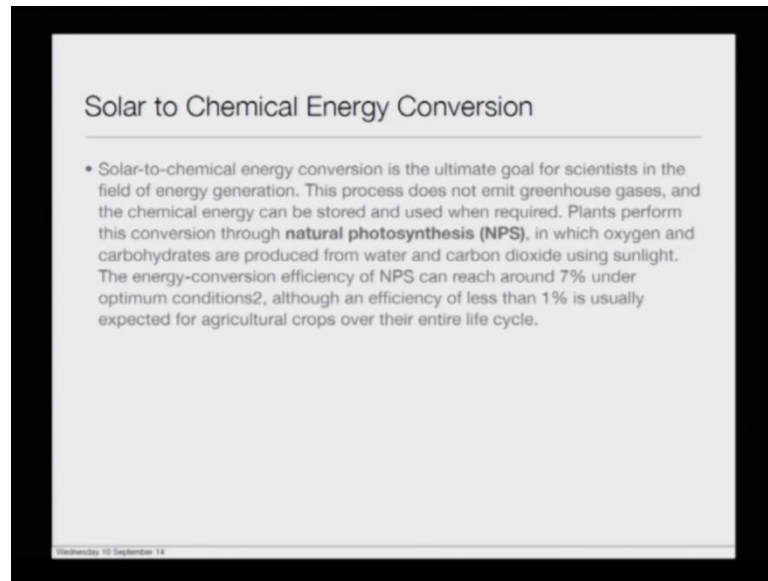 Solar to Chemical Energy Conversion
• Solar-to-chemical energy conversion is the ultimate goal for scientists in the
field of energy generation. This process does not emit greenhouse gases, and
the chemical energy can be stored and used when required. Plants perform
this conversion through natural photosynthesis (NPS), in which oxygen and
carbohydrates are produced from water and carbon dioxide using sunlight.
The energy-conversion efficiency of NPS can reach around 7% under
optimum conditions2, although an efficiency of less than 1% is usually
expected for agricultural crops over their entire life cycle.
Wednesday 10 September 14